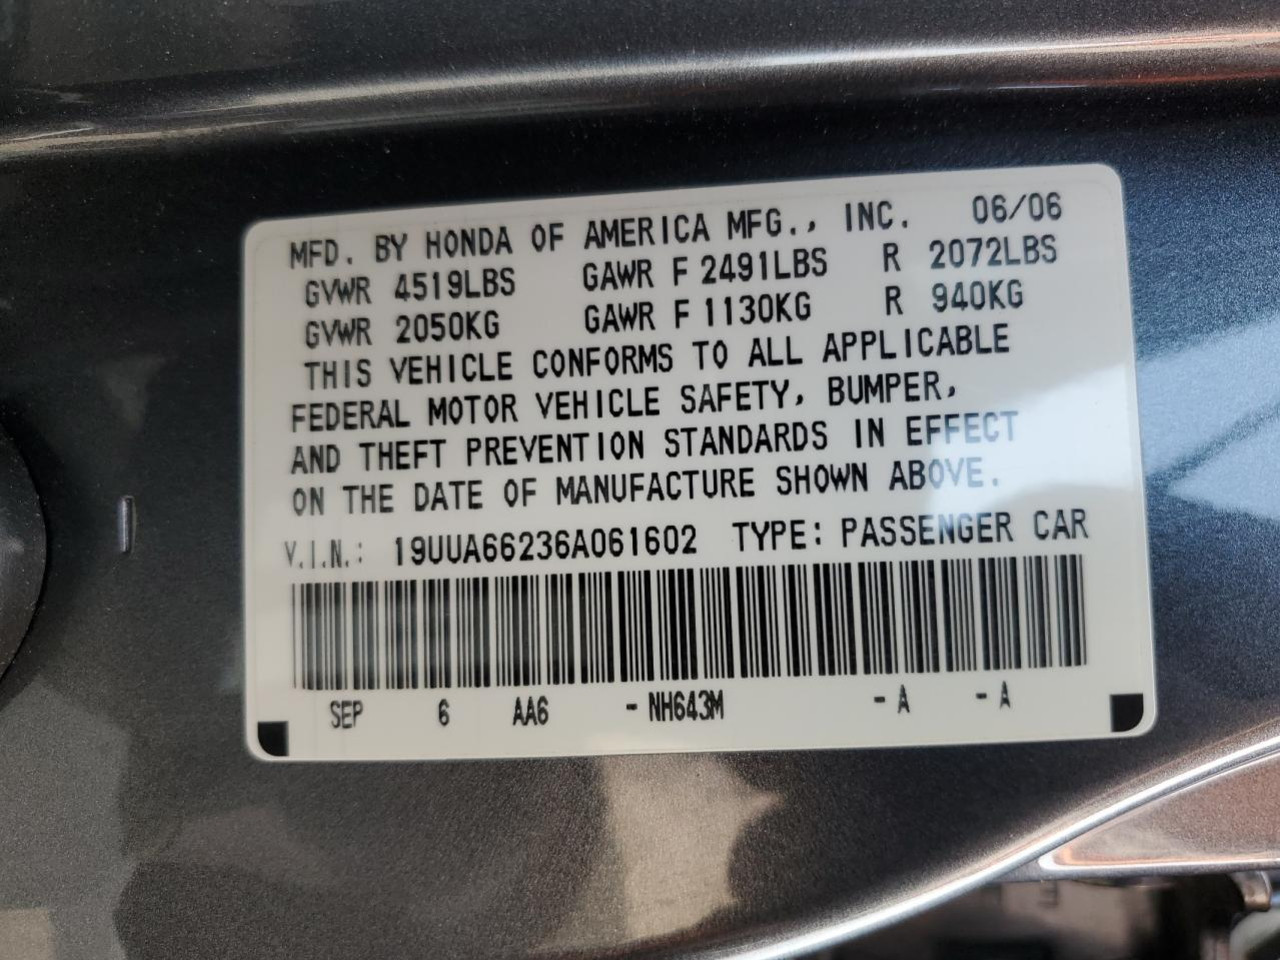 MFD. BY HONDA OF AMERICA MFG., INC. 06/06
GVWR 4519LBS GAWR F 2491LBS R 2072LBS
GVWR 2050KG GAWR F 1130KG R 940KG
THIS VEHICLE CONFORMS TO ALL APPLICABLE
FEDERAL MOTOR VEHICLE SAFETY, BUMPER,
AND THEFT PREVENTION STANDARDS IN EFFECT
ON THE DATE OF MANUFACTURE SHOWN ABOVE.
V.I.N.: 19UUA66236A061602 TYPE: PASSENGER CAR
SEP 6 AA6 - NH643M - A - A